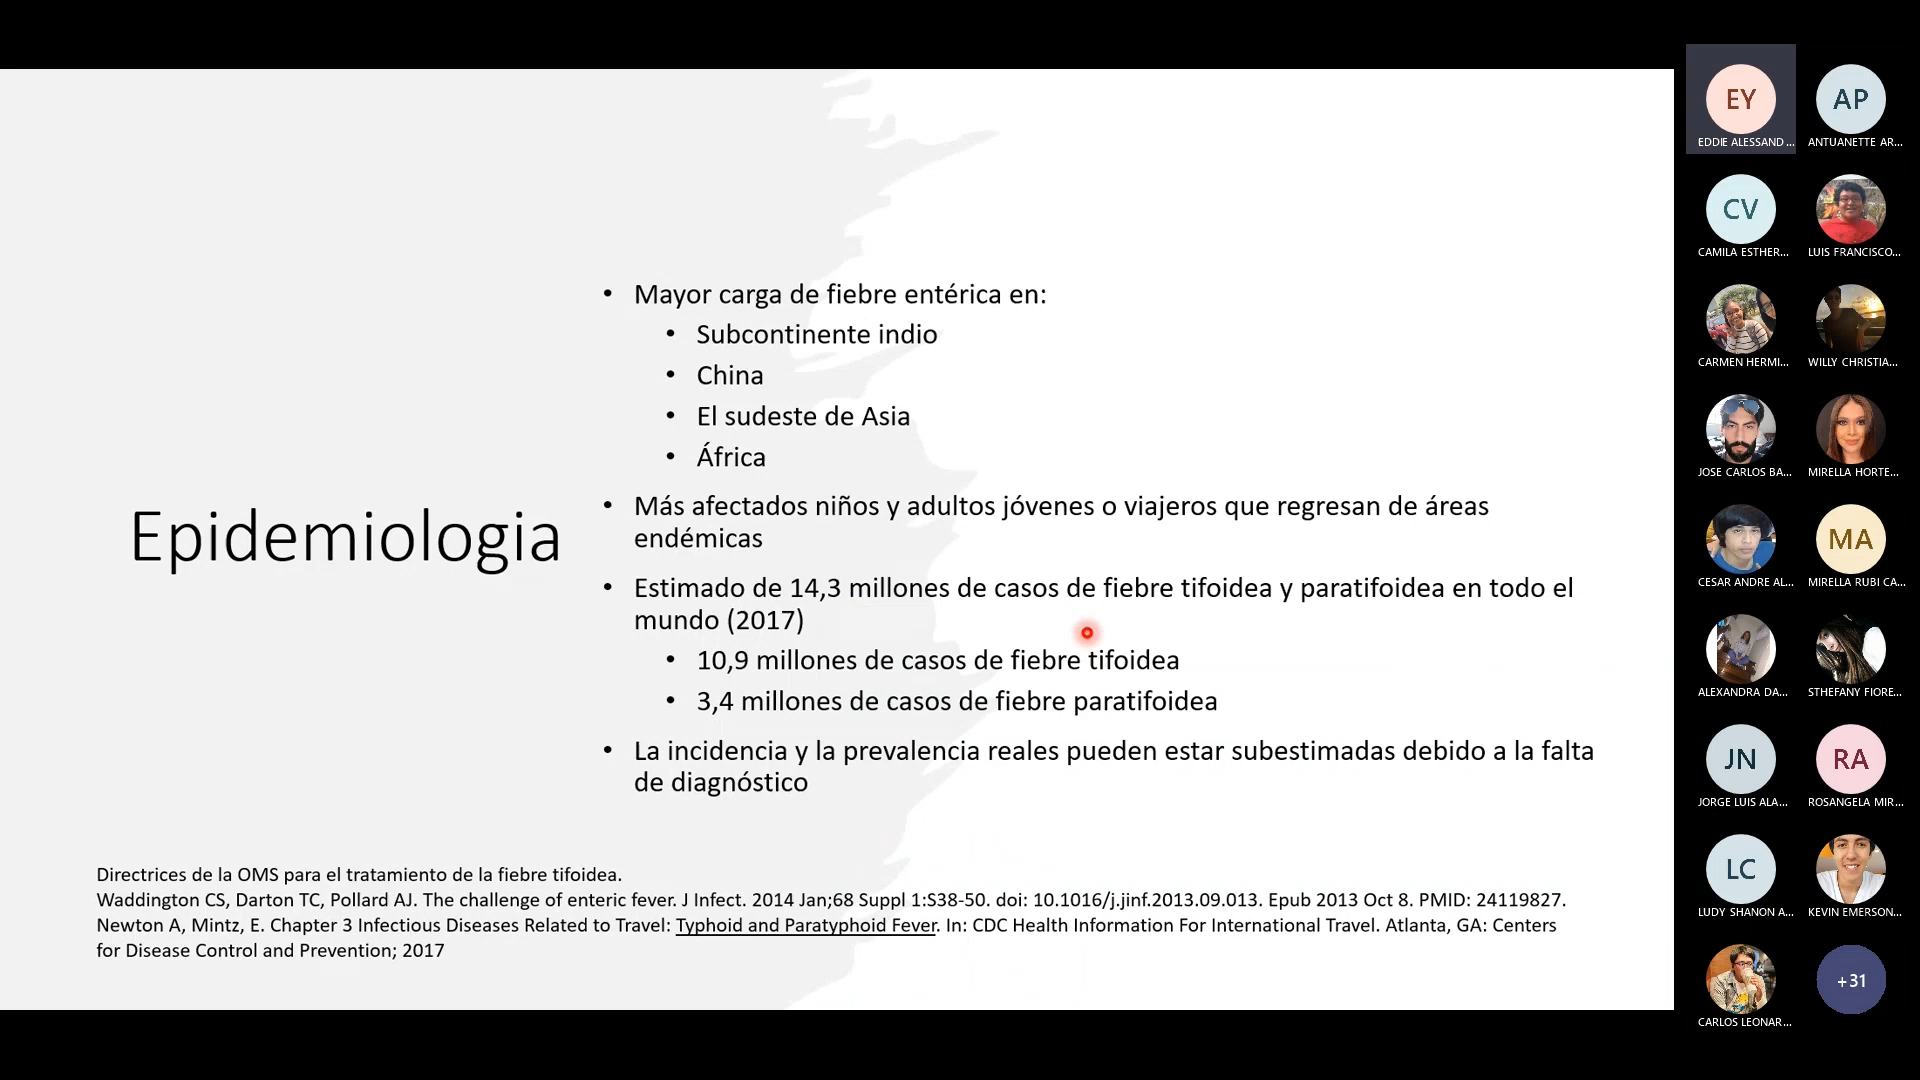 Epidemiologia
• Mayor carga de fiebre entérica en:
• Subcontinente indio
• China
• El sudeste de Asia
• África
• Más afectados niños y adultos jóvenes o viajeros que regresan de áreas
endémicas
• Estimado de 14,3 millones de casos de fiebre tifoidea y paratifoidea en todo el
mundo (2017)
• 10,9 millones de casos de fiebre tifoidea
• 3,4 millones de casos de fiebre paratifoidea
• La incidencia y la prevalencia reales pueden estar subestimadas debido a la falta
de diagnóstico
Directrices de la OMS para el tratamiento de la fiebre tifoidea.
Waddington CS, Darton TC, Pollard AJ. The challenge of enteric fever. J Infect. 2014 Jan;68 Suppl 1:S38-50. doi: 10.1016/j.jinf.2013.09.013. Epub 2013 Oct 8. PMID: 24119827.
Newton A, Mintz, E. Chapter 3 Infectious Diseases Related to Travel: Typhoid and Paratyphoid Fever. In: CDC Health Information For International Travel. Atlanta, GA: Centers
for Disease Control and Prevention; 2017
EY
EDDIE ALESSAND...
AP
ANTUANETTE AR...
CV
CAMILA ESTHER...
LUIS FRANCISCO...
CARMEN HERMI...
WILLY CHRISTIA...
JOSE CARLOS BA...
MIRELLA HORTE...
CESAR ANDRE AL...
MA
MIRELLA RUBI CA...
ALEXANDRA DA...
STHEFANY FIORE...
JN
JORGE LUIS ALA...
RA
ROSANGELA MIR...
LC
LUDY SHANON A...
KEVIN EMERSON...
CARLOS LEONAR...
+31